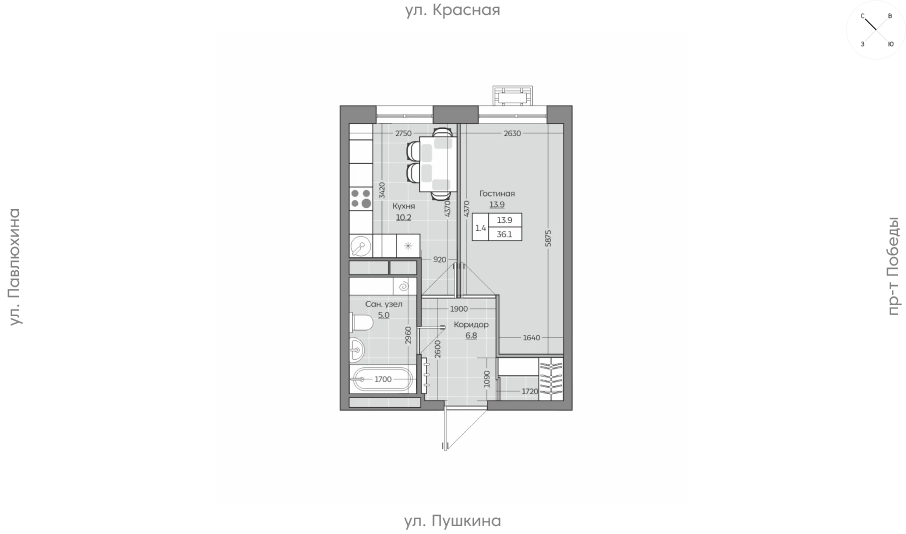 ул. Красная
С В
З Ю
2750
2630
3420
4370
4370
5875
Кухня
10.2
Гостиная
13.9
1.4
13.9
36.1
920
Сан. узел
5.0
2960
1700
1900
Коридор
6.8
2600
1090
1640
1720
ул. Павлюхина
пр-т Победы
ул. Пушкина